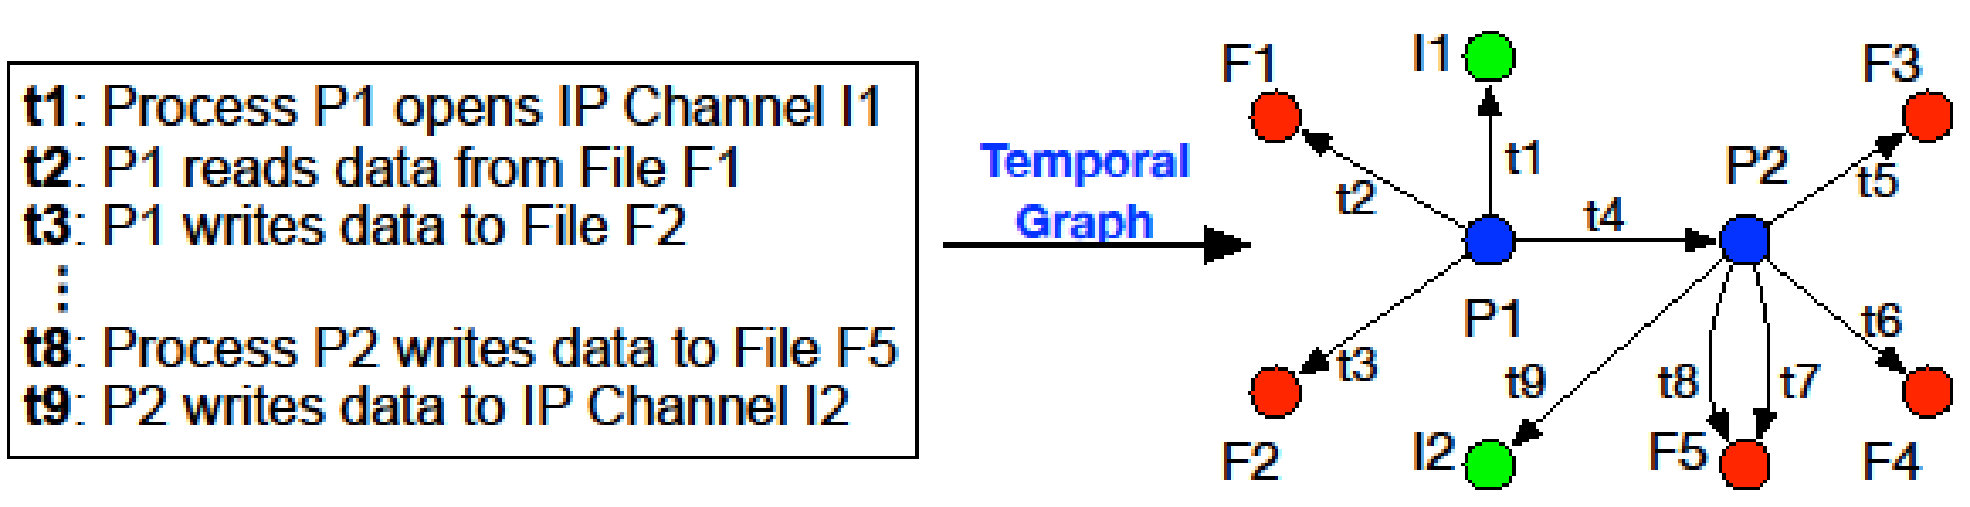 t1: Process P1 opens IP Channel I1
t2: P1 reads data from File F1
t3: P1 writes data to File F2
⋮
t8: Process P2 writes data to File F5
t9: P2 writes data to IP Channel I2
Temporal
Graph
F1
I1
F3
t1
P2
t2
t5
t4
P1
t3
t6
t9
t8
t7
F2
I2
F5
F4